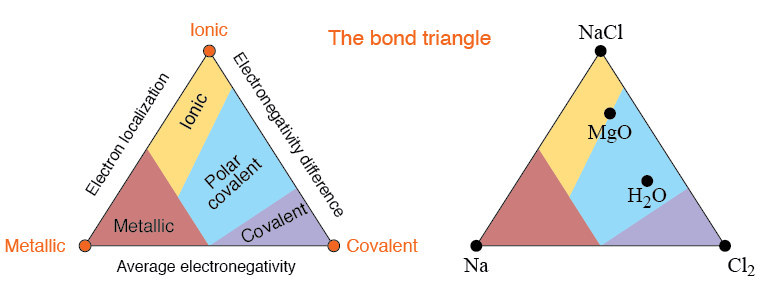 The bond triangle
Ionic
Electron localization
Electronegativity difference
Ionic
Polar
covalent
Metallic
Covalent
Metallic
Covalent
Average electronegativity
NaCl
MgO
H₂O
Na
Cl₂